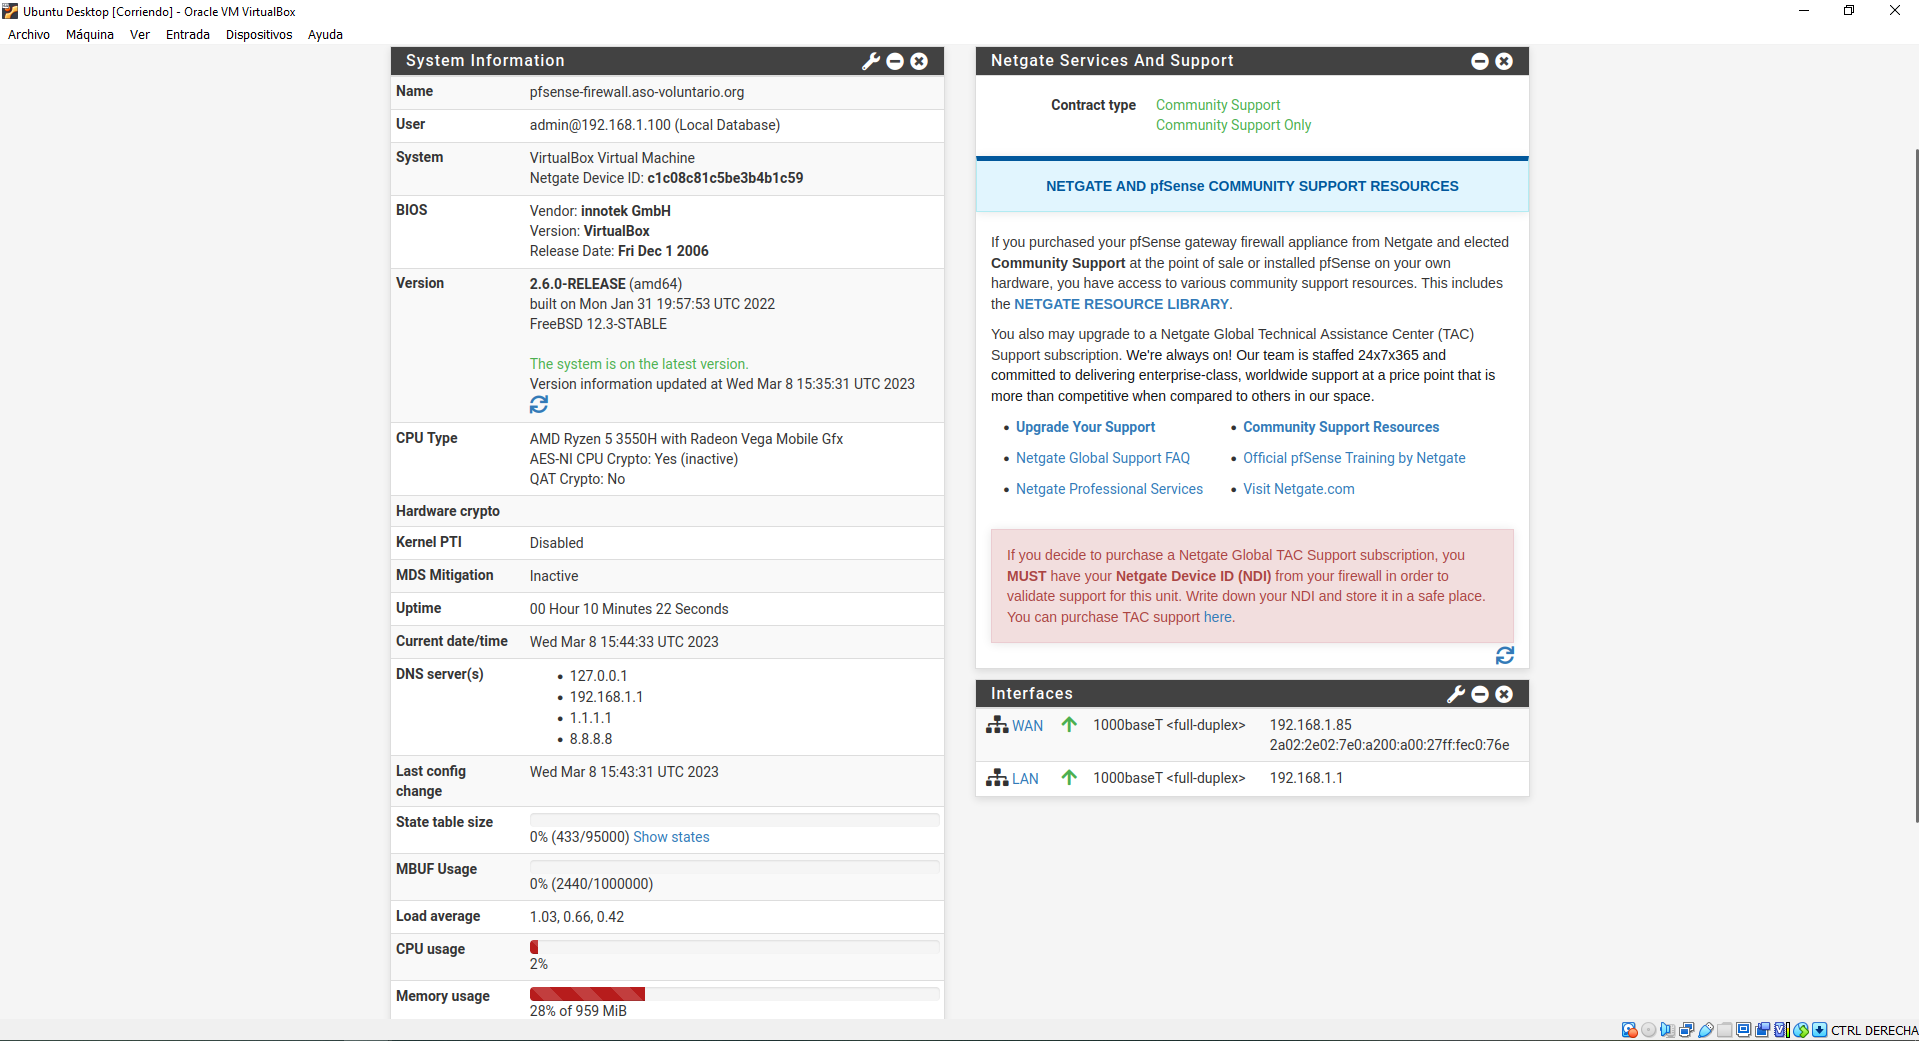 Ubuntu Desktop [Corriendo] - Oracle VM VirtualBox
Archivo Máquina Ver Entrada Dispositivos Ayuda
System Information
Name pfsense-firewall.aso-voluntario.org
User admin@192.168.1.100 (Local Database)
System VirtualBox Virtual Machine
Netgate Device ID: c1c08c81c5be3b4b1c59
BIOS Vendor: innotek GmbH
Version: VirtualBox
Release Date: Fri Dec 1 2006
Version 2.6.0-RELEASE (amd64)
built on Mon Jan 31 19:57:53 UTC 2022
FreeBSD 12.3-STABLE
The system is on the latest version.
Version information updated at Wed Mar 8 15:35:31 UTC 2023
CPU Type AMD Ryzen 5 3550H with Radeon Vega Mobile Gfx
AES-NI CPU Crypto: Yes (inactive)
QAT Crypto: No
Hardware crypto
Kernel PTI Disabled
MDS Mitigation Inactive
Uptime 00 Hour 10 Minutes 22 Seconds
Current date/time Wed Mar 8 15:44:33 UTC 2023
DNS server(s)
• 127.0.0.1
• 192.168.1.1
• 1.1.1.1
• 8.8.8.8
Last config change Wed Mar 8 15:43:31 UTC 2023
State table size
0% (433/95000) Show states
MBUF Usage
0% (2440/1000000)
Load average 1.03, 0.66, 0.42
CPU usage
2%
Memory usage
28% of 959 MiB
Netgate Services And Support
Contract type Community Support
Community Support Only
NETGATE AND pfSense COMMUNITY SUPPORT RESOURCES
If you purchased your pfSense gateway firewall appliance from Netgate and elected
Community Support at the point of sale or installed pfSense on your own
hardware, you have access to various community support resources. This includes
the NETGATE RESOURCE LIBRARY.
You also may upgrade to a Netgate Global Technical Assistance Center (TAC)
Support subscription. We're always on! Our team is staffed 24x7x365 and
committed to delivering enterprise-class, worldwide support at a price point that is
more than competitive when compared to others in our space.
• Upgrade Your Support • Community Support Resources
• Netgate Global Support FAQ • Official pfSense Training by Netgate
• Netgate Professional Services • Visit Netgate.com
If you decide to purchase a Netgate Global TAC Support subscription, you
MUST have your Netgate Device ID (NDI) from your firewall in order to
validate support for this unit. Write down your NDI and store it in a safe place.
You can purchase TAC support here.
Interfaces
WAN 1000baseT <full-duplex> 192.168.1.85
2a02:2e02:7e0:a200:a00:27ff:fec0:76e
LAN 1000baseT <full-duplex> 192.168.1.1
CTRL DERECHA